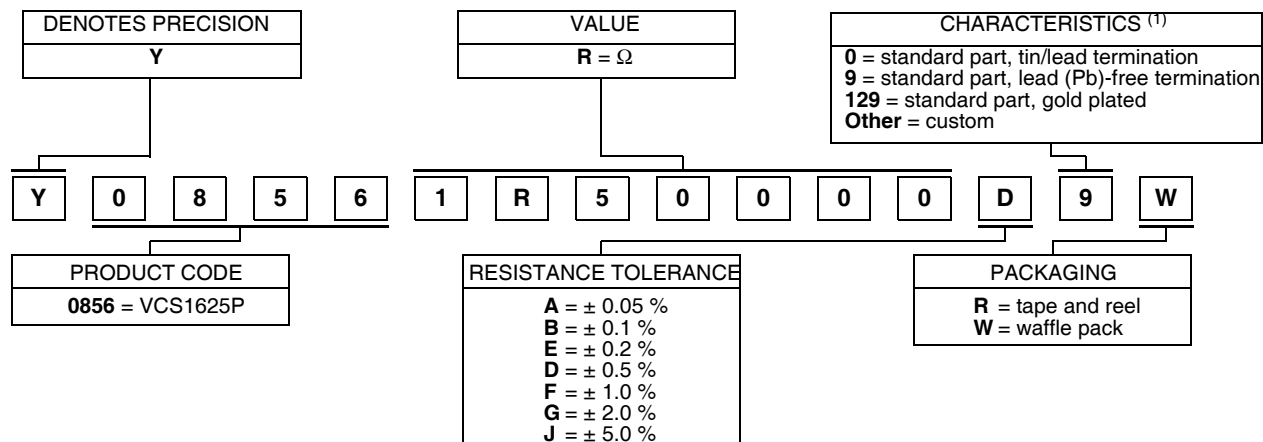 DENOTES PRECISION
Y
VALUE
R = Ω
CHARACTERISTICS (1)
0 = standard part, tin/lead termination
9 = standard part, lead (Pb)-free termination
129 = standard part, gold plated
Other = custom
Y 0 8 5 6 1 R 5 0 0 0 0 D 9 W
PRODUCT CODE
0856 = VCS1625P
RESISTANCE TOLERANCE
A = ± 0.05 %
B = ± 0.1 %
E = ± 0.2 %
D = ± 0.5 %
F = ± 1.0 %
G = ± 2.0 %
J = ± 5.0 %
PACKAGING
R = tape and reel
W = waffle pack